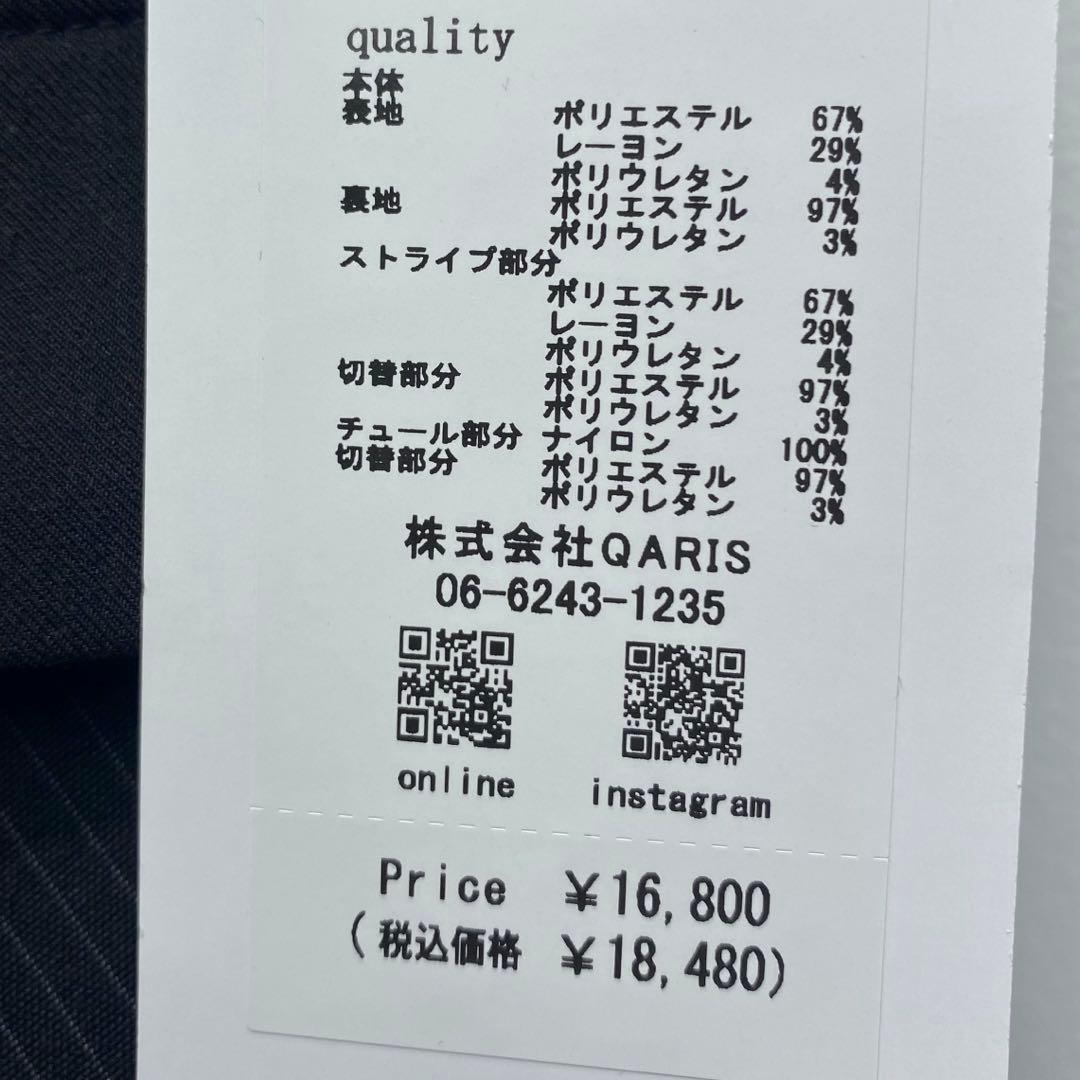 quality
本体
表地 ポリエステル 67%
レーヨン 29%
ポリウレタン 4%
裏地 ポリエステル 97%
ポリウレタン 3%
ストライプ部分
ポリエステル 67%
レーヨン 29%
ポリウレタン 4%
切替部分 ポリエステル 97%
ポリウレタン 3%
チュール部分 ナイロン 100%
切替部分 ポリエステル 97%
ポリウレタン 3%
株式会社QARIS
06-6243-1235
online instagram
Price ¥16,800
(税込価格 ¥18,480)